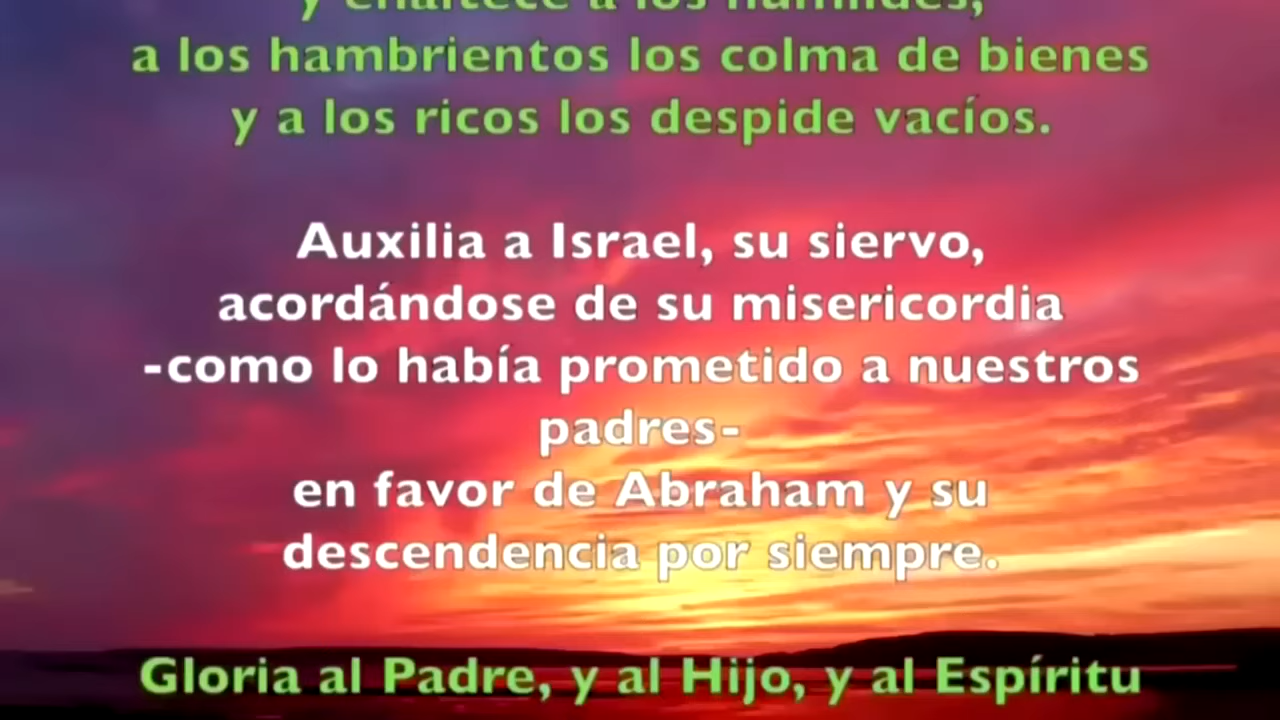 y enaltece a los humildes,
a los hambrientos los colma de bienes
y a los ricos los despide vacíos.
Auxilia a Israel, su siervo,
acordándose de su misericordia
-como lo había prometido a nuestros
padres-
en favor de Abraham y su
descendencia por siempre.
Gloria al Padre, y al Hijo, y al Espíritu